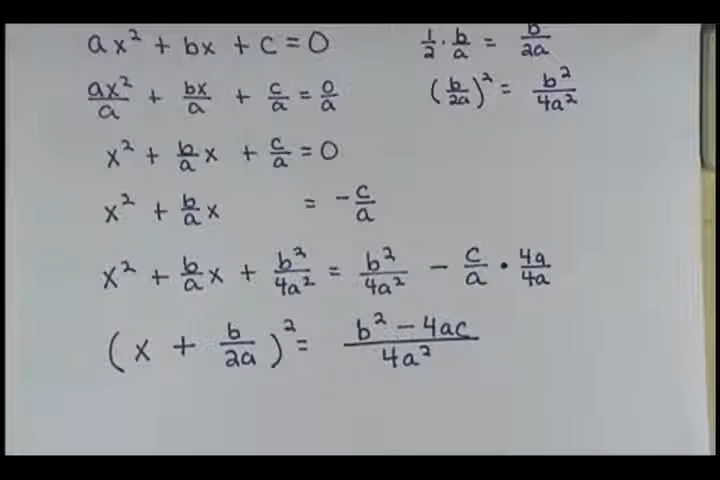 ax² + bx + c = 0
1/2 · b/a = b/2a
ax²/a + bx/a + c/a = 0/a
(b/2a)² = b²/4a²
x² + b/a x + c/a = 0
x² + b/a x = -c/a
x² + b/a x + b²/4a² = b²/4a² - c/a · 4a/4a
(x + b/2a)² = b² - 4ac/4a²